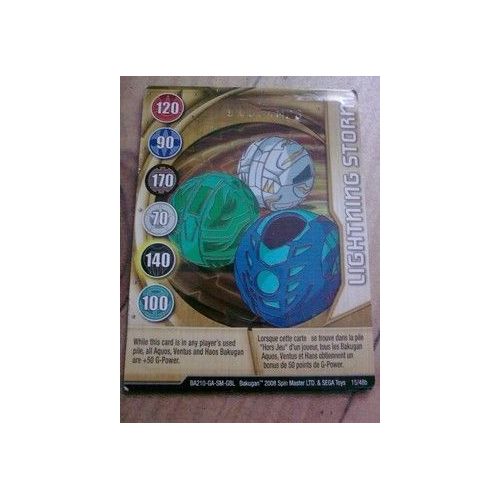 120
90
170
70
140
100
BAKUGAN
LIGHTNING STORM
While this card is in any player's used
pile, all Aquos, Ventus and Haos Bakugan
are +50 G-Power.
Lorsque cette carte se trouve dans la pile
"Hors Jeu" d'un joueur, tous les Bakugan
Aquos, Ventus et Haos obtiennent un
bonus de 50 points de G-Power.
BA210-GA-SM-GBL Bakugan™ 2008 Spin Master LTD. & SEGA Toys 15/48b